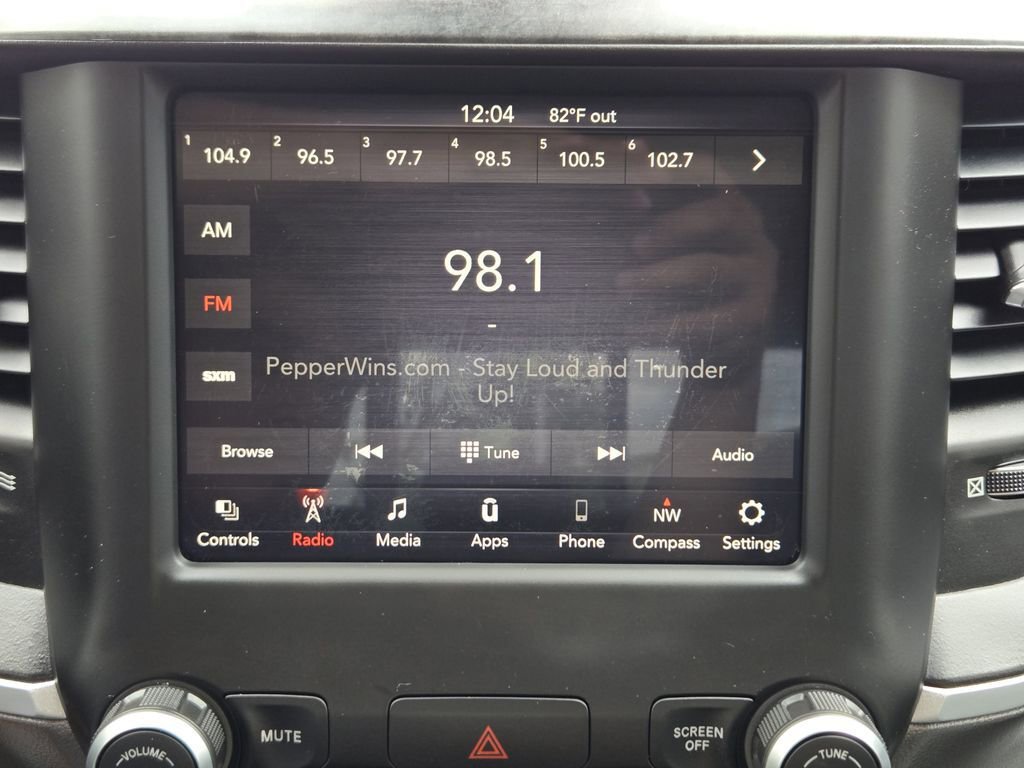 12:04 82°F out
1 104.9 2 96.5 3 97.7 4 98.5 5 100.5 6 102.7
AM
98.1
FM
-
sxm
PepperWins.com - Stay Loud and Thunder
Up!
Browse Tune Audio
NW
Controls Radio Media Apps Phone Compass Settings
MUTE
SCREEN
OFF
VOLUME
TUNE